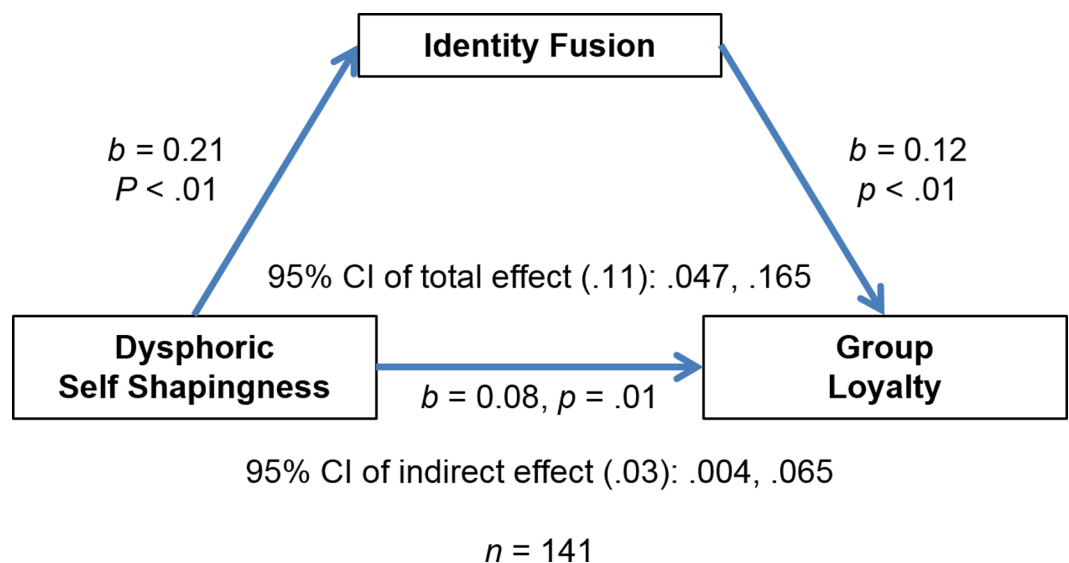 Identity Fusion
b = 0.21
P < .01
b = 0.12
p < .01
95% CI of total effect (.11): .047, .165
Dysphoric
Self Shapingness
b = 0.08, p = .01
Group
Loyalty
95% CI of indirect effect (.03): .004, .065
n = 141